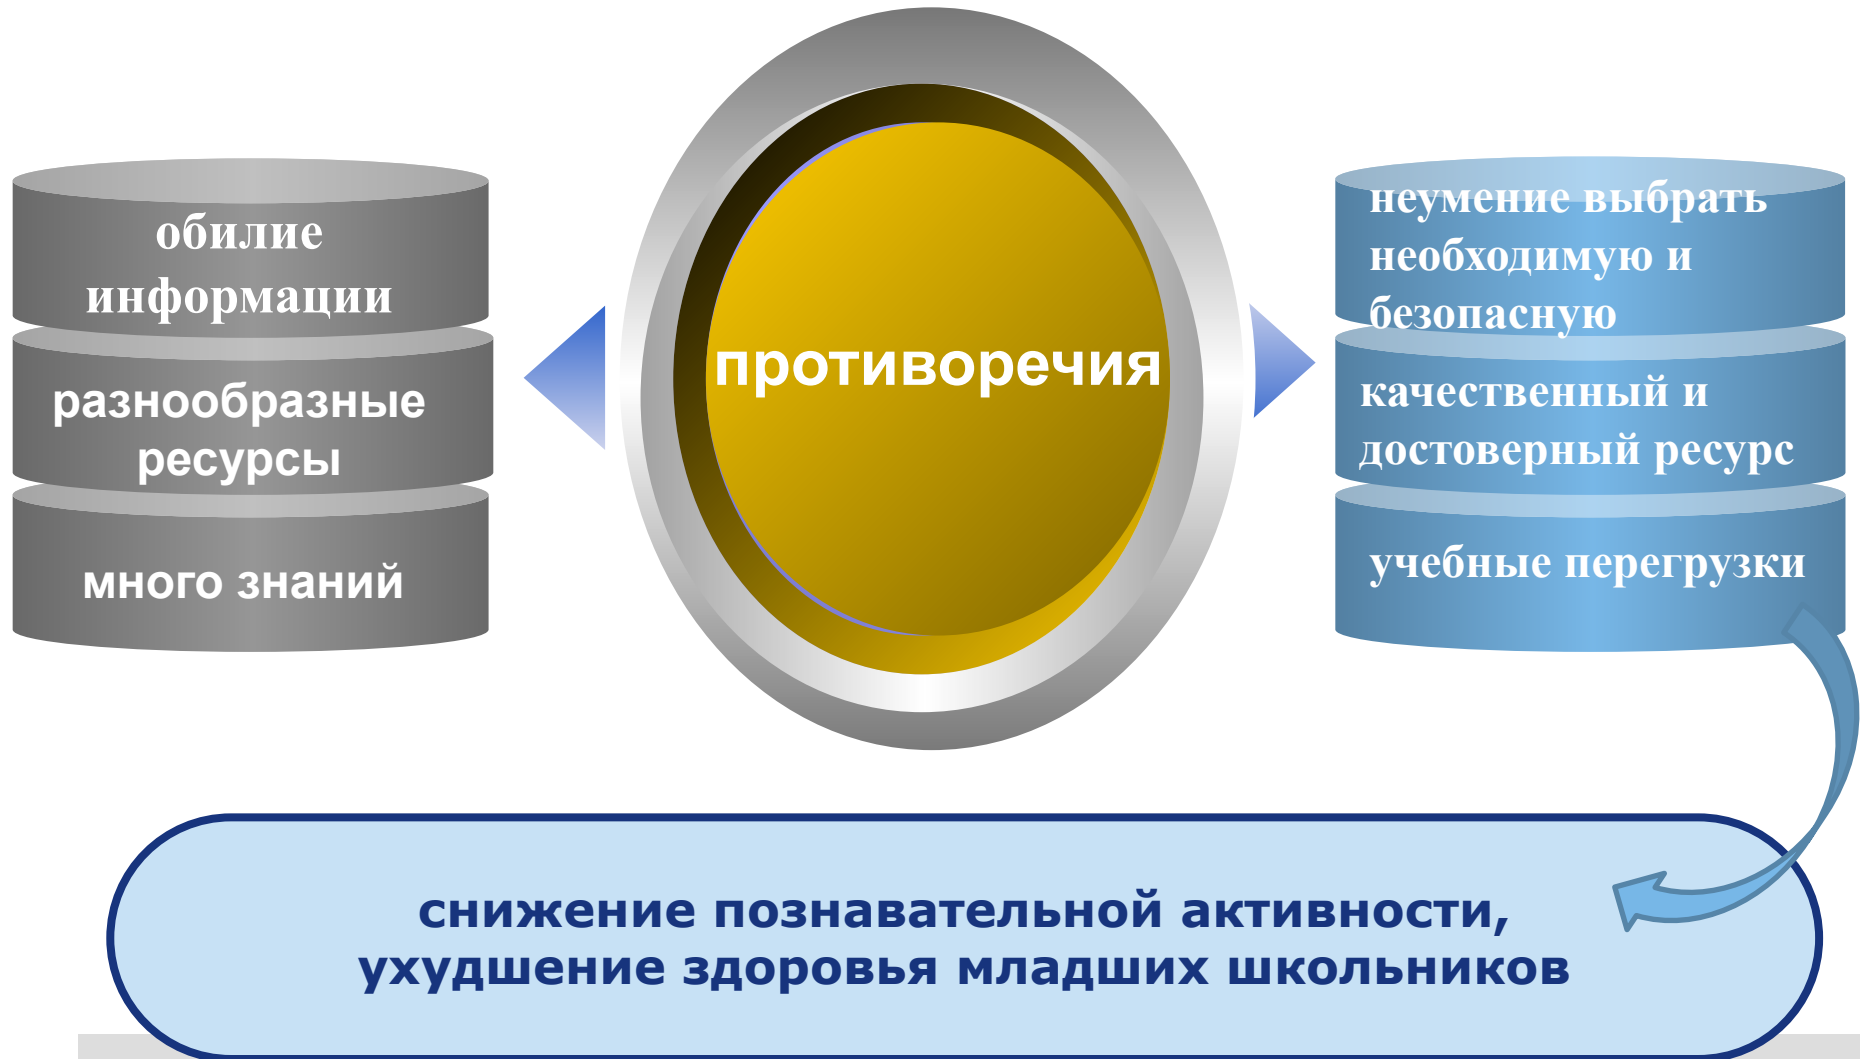 обилие
информации
разнообразные
ресурсы
много знаний
противоречия
неумение выбрать
необходимую и
безопасную
качественный и
достоверный ресурс
учебные перегрузки
снижение познавательной активности,
ухудшение здоровья младших школьников